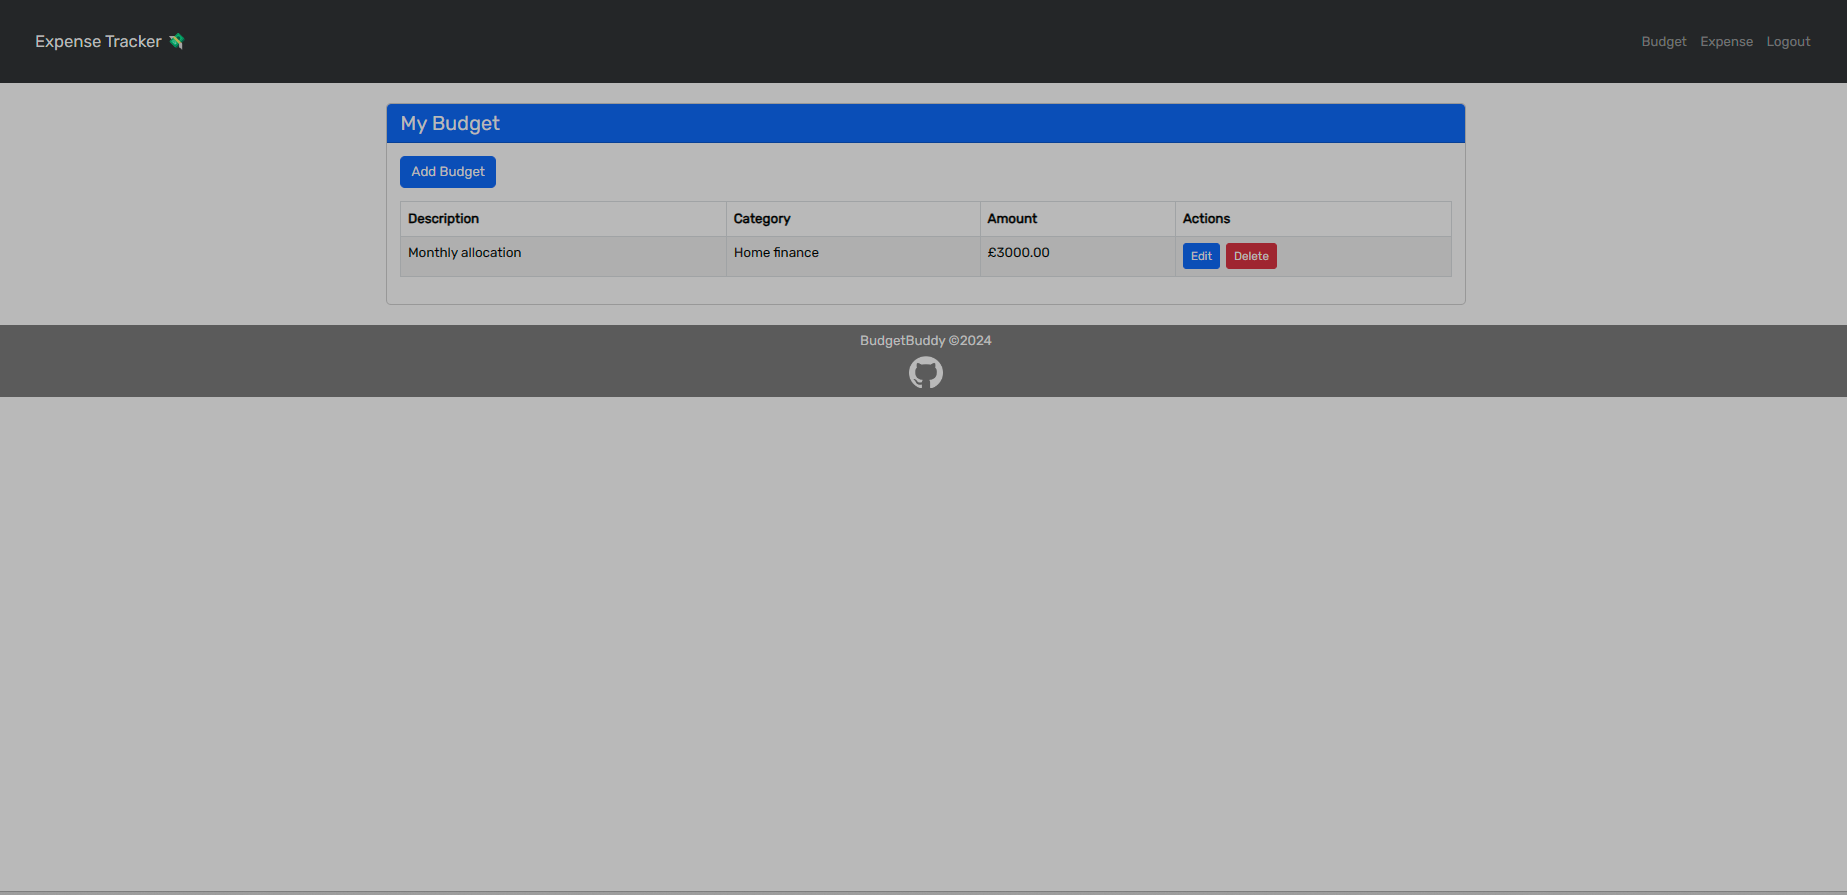 Expense Tracker 💸
Budget Expense Logout
My Budget
Add Budget
Description Category Amount Actions
Monthly allocation Home finance £3000.00 Edit Delete
BudgetBuddy ©2024